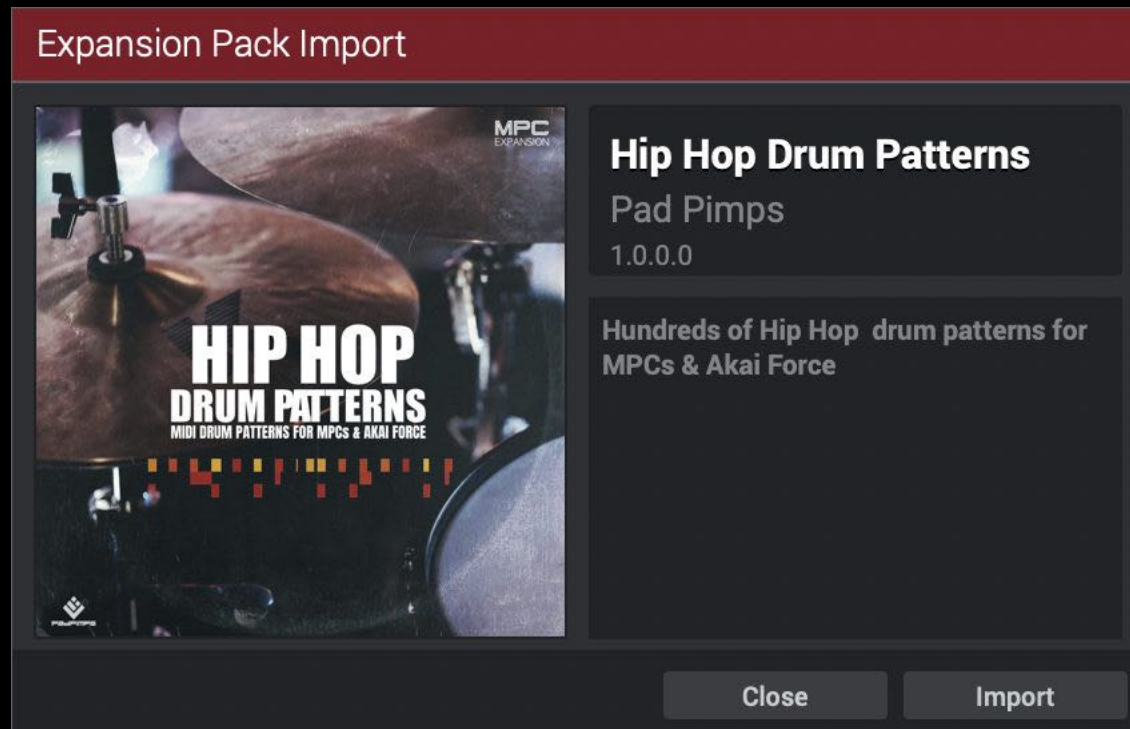 Expansion Pack Import
MPC
EXPANSION
HIP HOP
DRUM PATTERNS
MIDI DRUM PATTERNS FOR MPCs & AKAI FORCE
PADPIMPS
Hip Hop Drum Patterns
Pad Pimps
1.0.0.0
Hundreds of Hip Hop  drum patterns for
MPCs & Akai Force
Close
Import